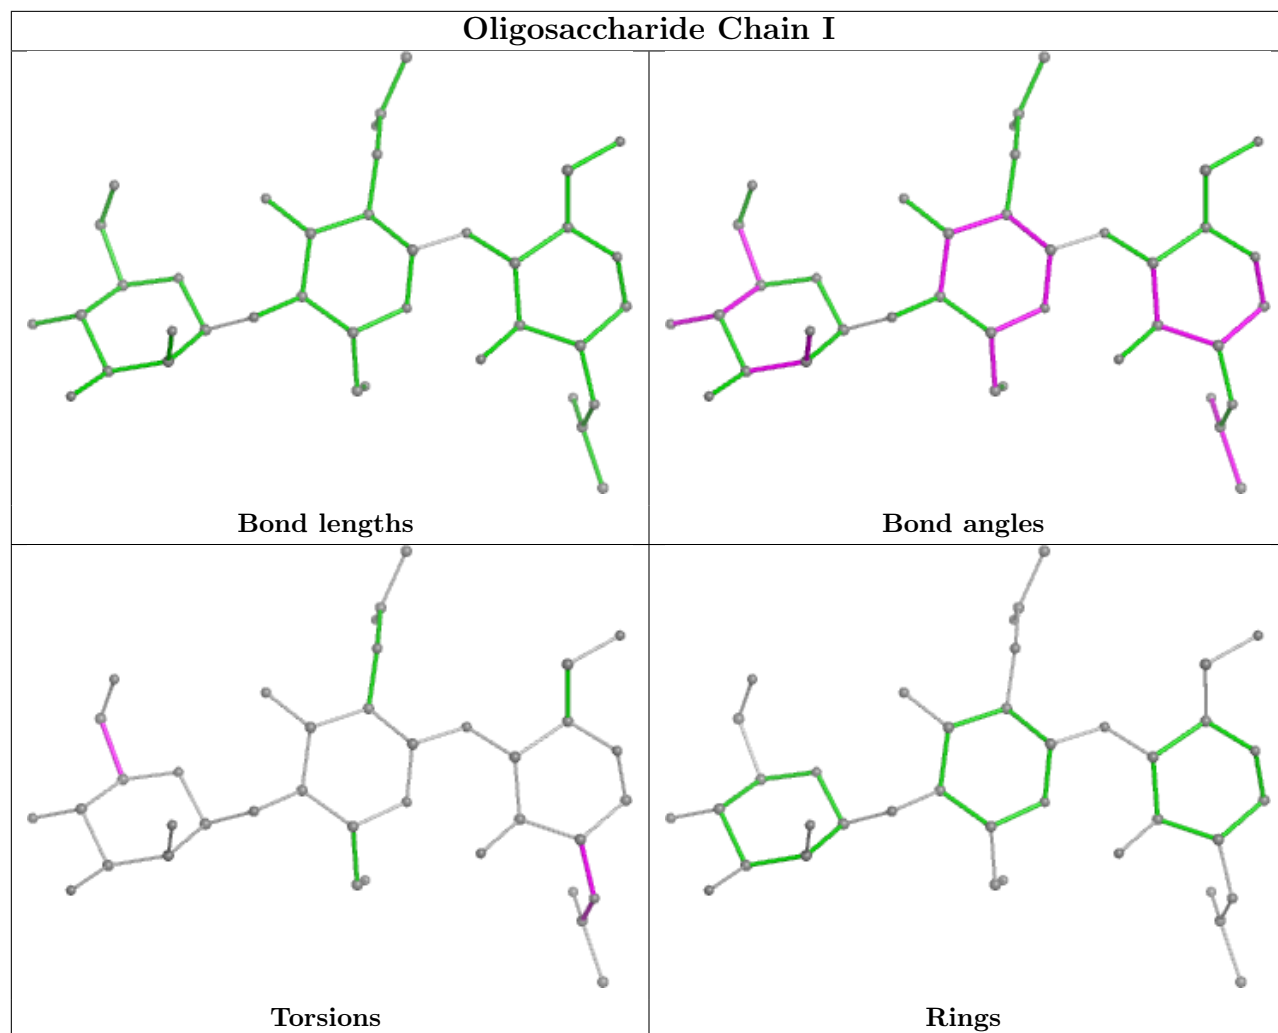 Oligosaccharide Chain I
Bond lengths
Bond angles
Torsions
Rings